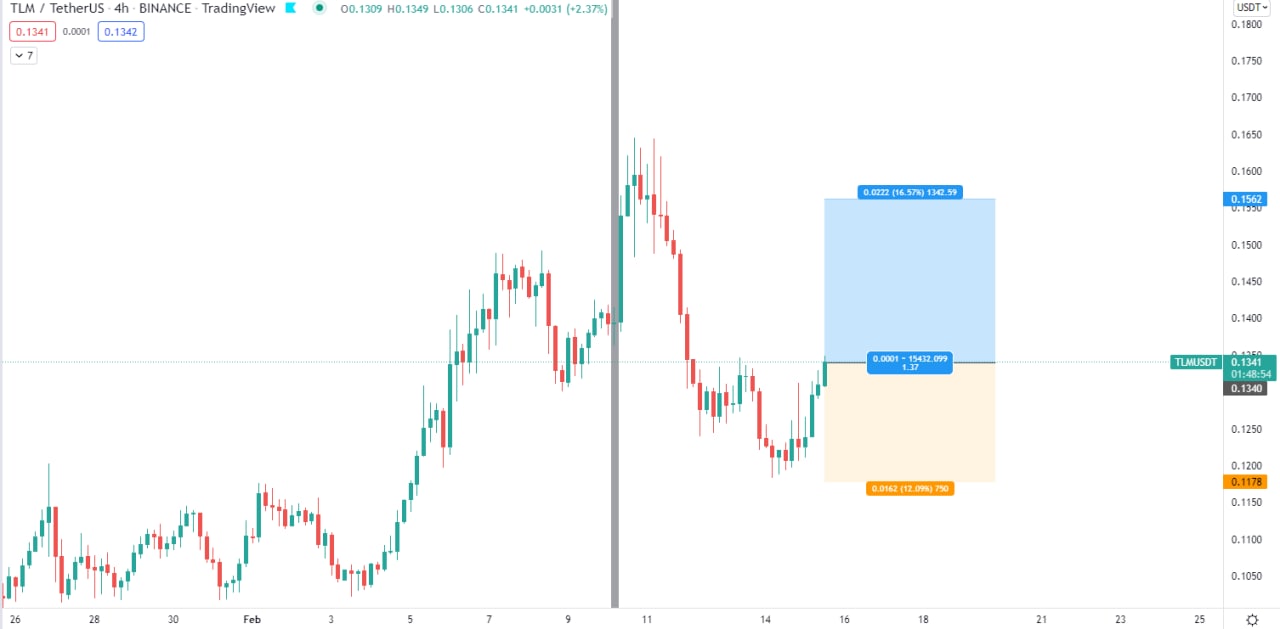 TLM / TetherUS · 4h · BINANCE · TradingView O0.1309 H0.1349 L0.1306 C0.1341 +0.0031 (+2.37%)
USDT
0.1341 0.0001 0.1342
7
0.1800
0.1750
0.1700
0.1650
0.1600
0.0222 (16.57%) 1342.59
0.1562
0.1550
0.1500
0.1450
0.1400
0.1350
0.0001 ~ 15432.099
1.37
TLMUSDT 0.1341
01:48:54
0.1340
0.1250
0.1200
0.1178
0.0162 (12.09%) 750
0.1150
0.1100
0.1050
26 28 30 Feb 3 5 7 9 11 14 16 18 21 23 25